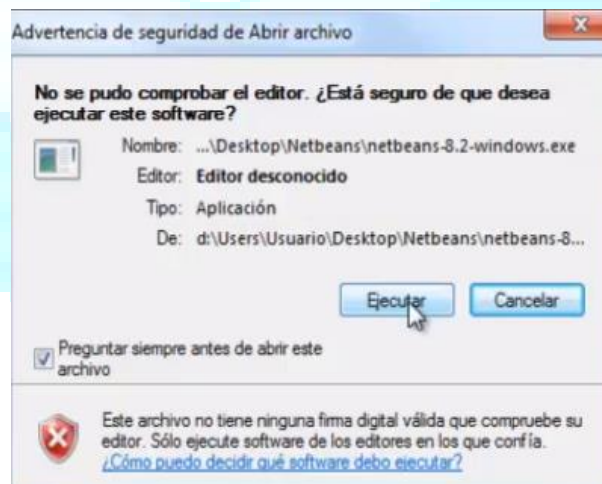 Advertencia de seguridad de Abrir archivo
No se pudo comprobar el editor. ¿Está seguro de que desea
ejecutar este software?
Nombre: ...\Desktop\Netbeans\netbeans-8.2-windows.exe
Editor: Editor desconocido
Tipo: Aplicación
De: d:\Users\Usuario\Desktop\Netbeans\netbeans-8...
Ejecutar Cancelar
Preguntar siempre antes de abrir este
archivo
Este archivo no tiene ninguna firma digital válida que compruebe su
editor. Sólo ejecute software de los editores en los que confía.
¿Cómo puedo decidir qué software debo ejecutar?